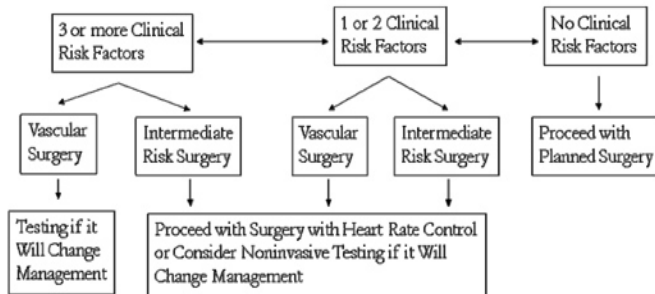 3 or more Clinical
Risk Factors
1 or 2 Clinical
Risk Factors
No Clinical
Risk Factors
Vascular
Surgery
Intermediate
Risk Surgery
Vascular
Surgery
Intermediate
Risk Surgery
Proceed with
Planned Surgery
Testing if it
Will Change
Management
Proceed with Surgery with Heart Rate Control
or Consider Noninvasive Testing if it Will
Change Management